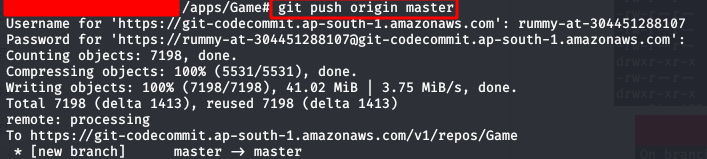 /apps/Game# git push origin master
Username for 'https://git-codecommit.ap-south-1.amazonaws.com': rummy-at-304451288107
Password for 'https://rummy-at-304451288107@git-codecommit.ap-south-1.amazonaws.com':
Counting objects: 7198, done.
Compressing objects: 100% (5531/5531), done.
Writing objects: 100% (7198/7198), 41.02 MiB | 3.75 MiB/s, done.
Total 7198 (delta 1413), reused 7198 (delta 1413)
remote: processing
To https://git-codecommit.ap-south-1.amazonaws.com/v1/repos/Game
* [new branch] master -> master